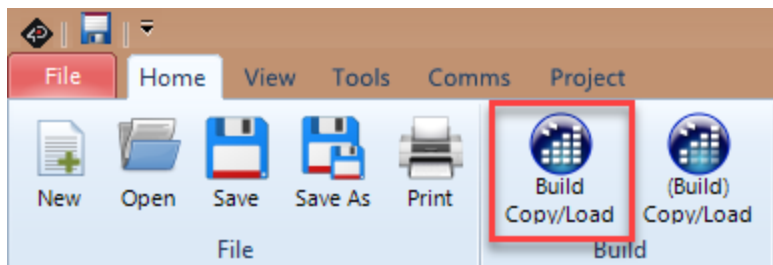 File Home View Tools Comms Project
New Open Save Save As Print Build Copy/Load (Build) Copy/Load
File Build